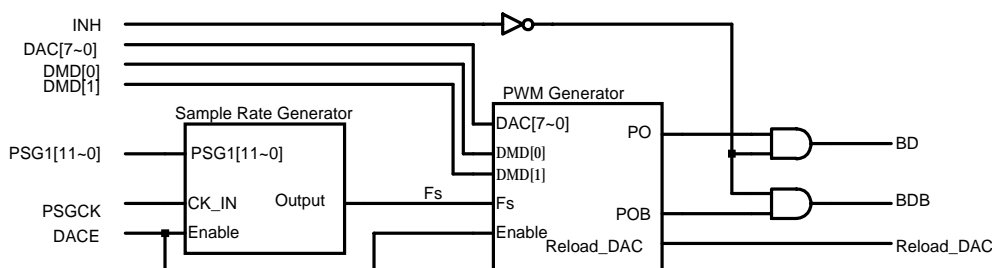 INH
DAC[7~0]
DMD[0]
DMD[1]
PWM Generator
Sample Rate Generator
DAC[7~0]
PO
BD
PSG1[11~0]
PSG1[11~0]
DMD[0]
DMD[1]
Output
Fs
Fs
PSGCK
CK_IN
POB
BDB
DACE
Enable
Enable
Reload_DAC
Reload_DAC